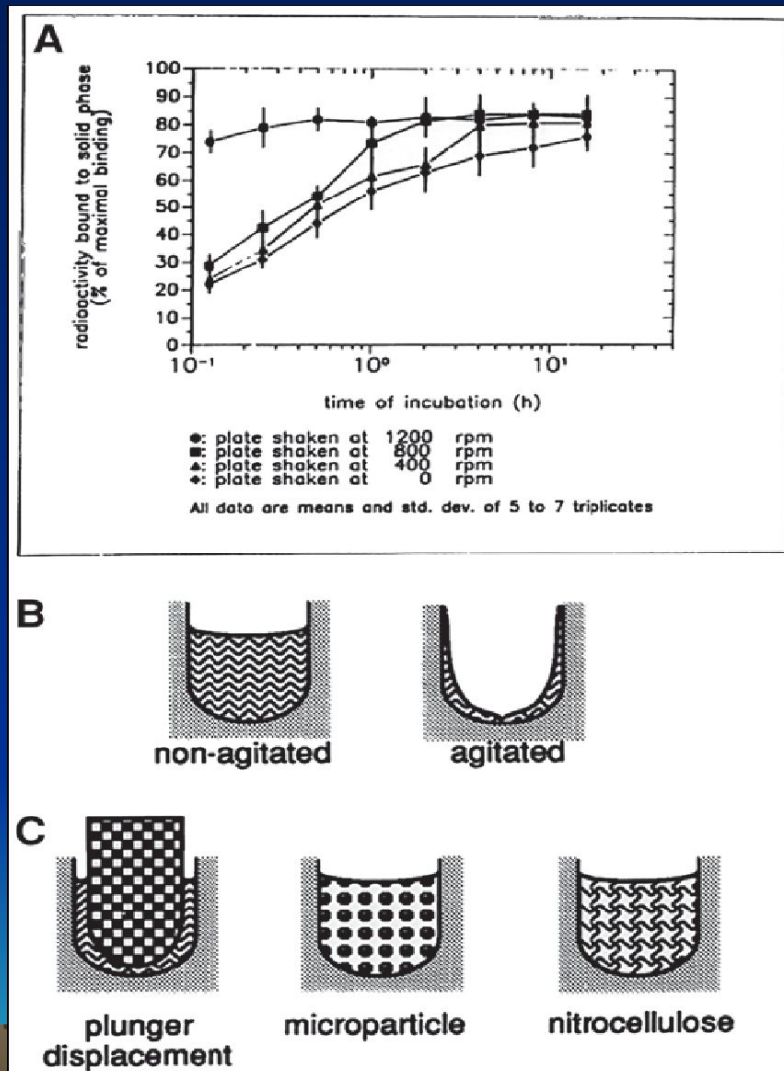 A
radioactivity bound to solid phase
(% of maximal binding)
100
90
80
70
60
50
40
30
20
10
0
10⁻¹
10⁰
10¹
time of incubation (h)
●: plate shaken at 1200 rpm
■: plate shaken at 800 rpm
▲: plate shaken at 400 rpm
◆: plate shaken at 0 rpm
All data are means and std. dev. of 5 to 7 triplicates
B
non-agitated
agitated
C
plunger
displacement
microparticle
nitrocellulose